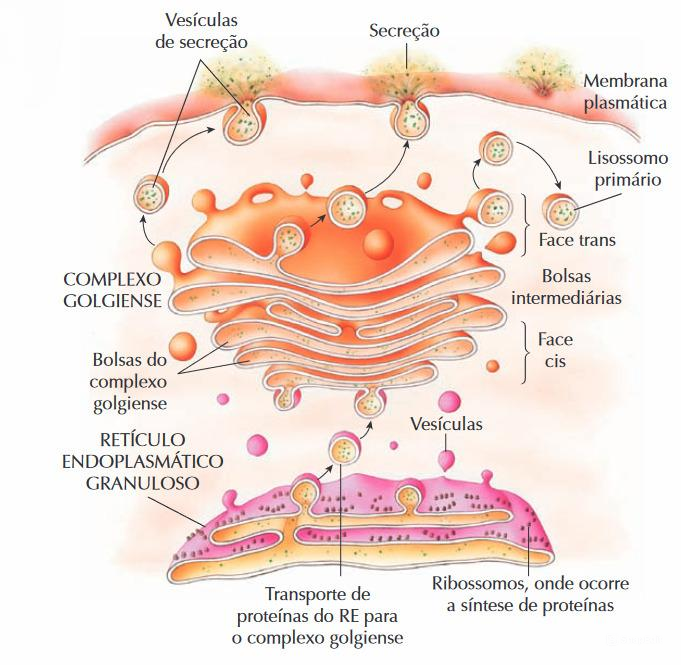 Vesículas
de secreção
Secreção
Membrana
plasmática
Lisossomo
primário
Face trans
COMPLEXO
GOLGIENSE
Bolsas
intermediárias
Face
cis
Bolsas do
complexo
golgiense
Vesículas
RETÍCULO
ENDOPLASMÁTICO
GRANULOSO
Transporte de
proteínas do RE para
o complexo golgiense
Ribossomos, onde ocorre
a síntese de proteínas